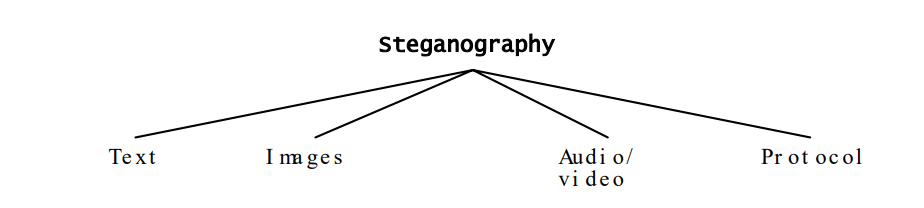 Steganography
Text
Images
Audio/
video
Protocol